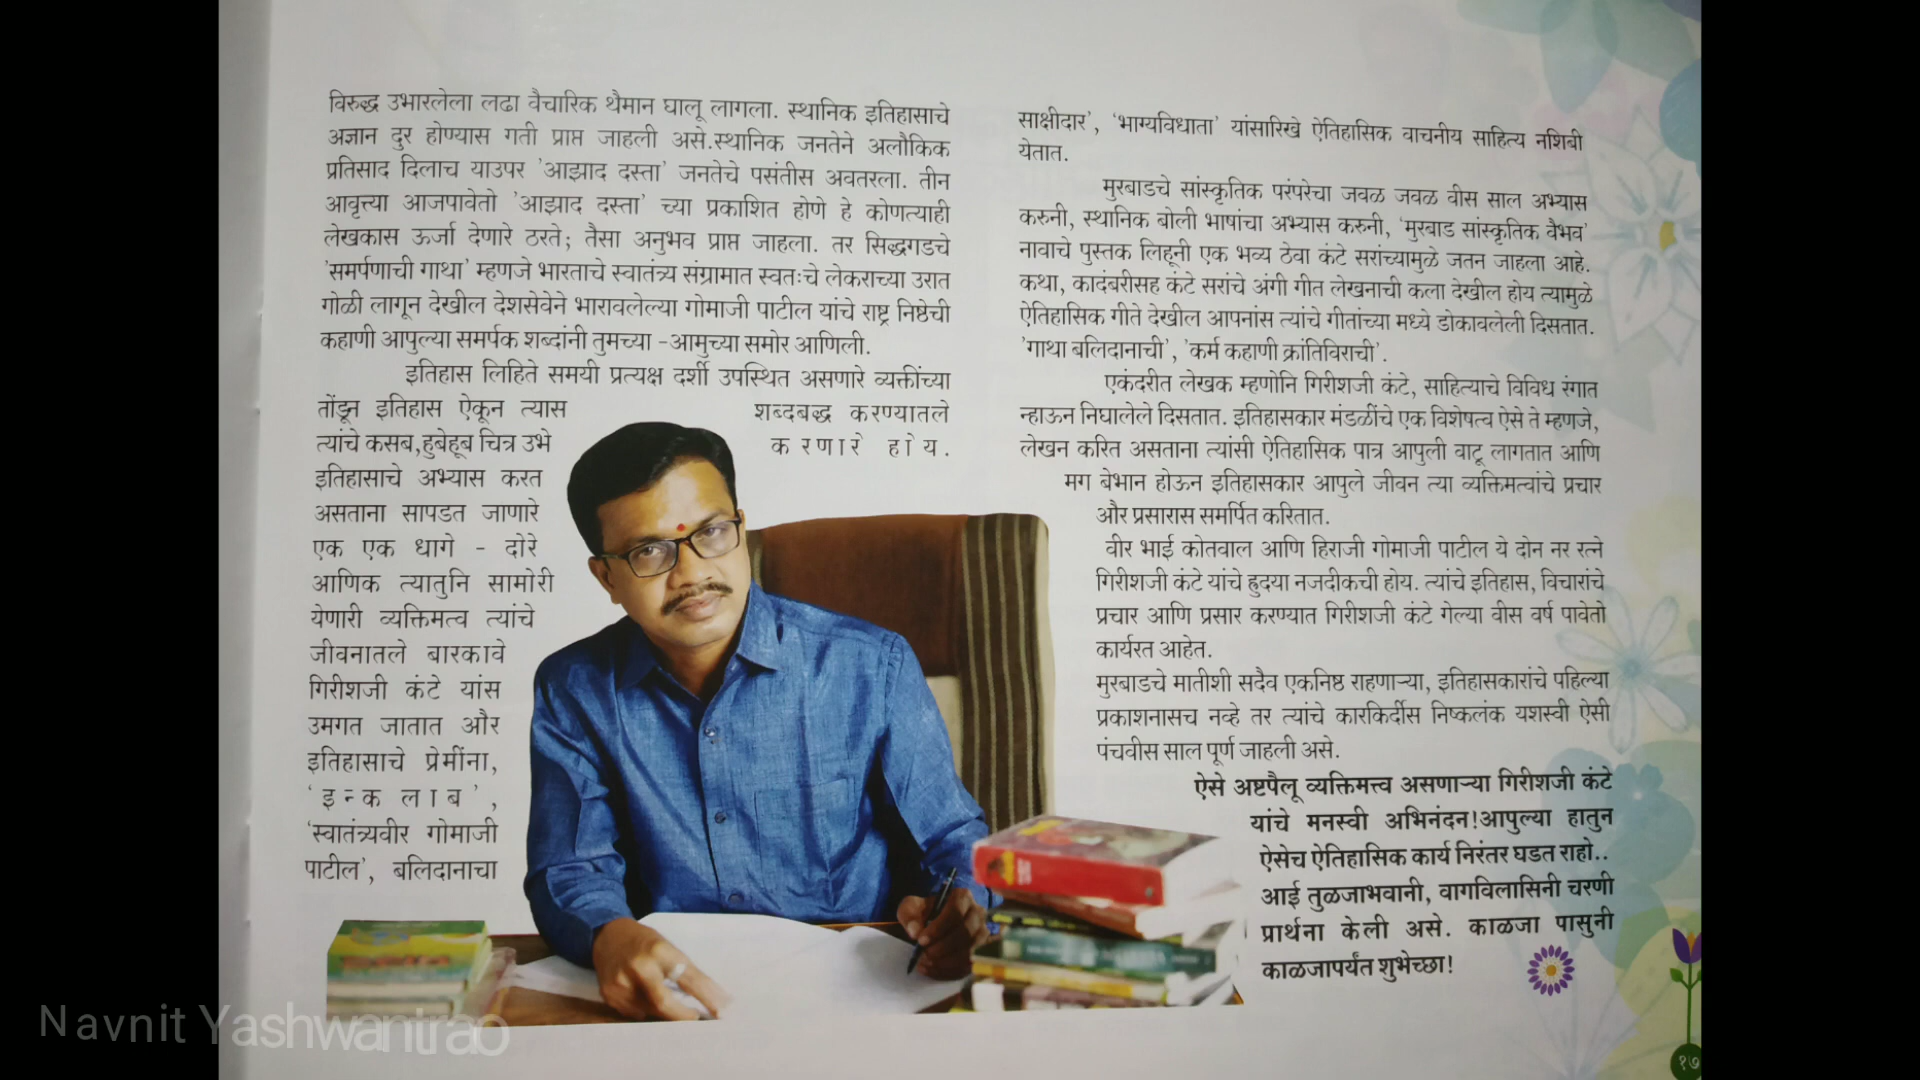 विरुद्ध उभारलेला लढा वैचारिक थैमान घालू लागला. स्थानिक इतिहासाचे
अज्ञान दुर होण्यास गती प्राप्त जाहली असे.स्थानिक जनतेने अलौकिक
प्रतिसाद दिलाच याउपर 'आझाद दस्ता' जनतेचे पसंतीस अवतरला. तीन
आवृत्त्या आजपावेतो 'आझाद दस्ता' च्या प्रकाशित होणे हे कोणत्याही
लेखकास ऊर्जा देणारे ठरते; तैसा अनुभव प्राप्त जाहला. तर सिद्धगडचे
'समर्पणाची गाथा' म्हणजे भारताचे स्वातंत्र्य संग्रामात स्वतःचे लेकराच्या उरात
गोळी लागून देखील देशसेवेने भारावलेल्या गोमाजी पाटील यांचे राष्ट्र निष्ठेची
कहाणी आपुल्या समर्पक शब्दांनी तुमच्या -आमुच्या समोर आणिली.
इतिहास लिहिते समयी प्रत्यक्ष दर्शी उपस्थित असणारे व्यक्तींच्या
तोंडून इतिहास ऐकून त्यास शब्दबद्ध करण्यातले
त्यांचे कसब,हुबेहूब चित्र उभे करणारे होय.
इतिहासाचे अभ्यास करत
असताना सापडत जाणारे
एक एक धागे - दोरे
आणिक त्यातुनि सामोरी
येणारी व्यक्तिमत्व त्यांचे
जीवनातले बारकावे
गिरीशजी कंटे यांस
उमगत जातात और
इतिहासाचे प्रेमींना,
'इन्कलाब',
'स्वातंत्र्यवीर गोमाजी
पाटील', बलिदानाचा
साक्षीदार', 'भाग्यविधाता' यांसारिखे ऐतिहासिक वाचनीय साहित्य नशिबी
येतात.
मुरबाडचे सांस्कृतिक परंपरेचा जवळ जवळ वीस साल अभ्यास
करुनी, स्थानिक बोली भाषांचा अभ्यास करुनी, 'मुरबाड सांस्कृतिक वैभव'
नावाचे पुस्तक लिहूनी एक भव्य ठेवा कंटे सरांच्यामुळे जतन जाहला आहे.
कथा, कादंबरीसह कंटे सरांचे अंगी गीत लेखनाची कला देखील होय त्यामुळे
ऐतिहासिक गीते देखील आपनांस त्यांचे गीतांच्या मध्ये डोकावलेली दिसतात.
'गाथा बलिदानाची', 'कर्म कहाणी क्रांतिविराची'.
एकंदरीत लेखक म्हणोनि गिरीशजी कंटे, साहित्याचे विविध रंगात
न्हाऊन निघालेले दिसतात. इतिहासकार मंडळींचे एक विशेषत्व ऐसे ते म्हणजे,
लेखन करित असताना त्यांसी ऐतिहासिक पात्र आपुली वाटू लागतात आणि
मग बेभान होऊन इतिहासकार आपुले जीवन त्या व्यक्तिमत्वांचे प्रचार
और प्रसारास समर्पित करितात.
वीर भाई कोतवाल आणि हिराजी गोमाजी पाटील ये दोन नर रत्ने
गिरीशजी कंटे यांचे हुदया नजदीकची होय. त्यांचे इतिहास, विचारांचे
प्रचार आणि प्रसार करण्यात गिरीशजी कंटे गेल्या वीस वर्ष पावेतो
कार्यरत आहेत.
मुरबाडचे मातीशी सदैव एकनिष्ठ राहणाऱ्या, इतिहासकारांचे पहिल्या
प्रकाशनासच नव्हे तर त्यांचे कारकिर्दीस निष्कलंक यशस्वी ऐसी
पंचवीस साल पूर्ण जाहली असे.
ऐसे अष्टपैलू व्यक्तिमत्त्व असणाऱ्या गिरीशजी कंटे
यांचे मनस्वी अभिनंदन!आपुल्या हातुन
ऐसेच ऐतिहासिक कार्य निरंतर घडत राहो..
आई तुळजाभवानी, वागविलासिनी चरणी
प्रार्थना केली असे. काळजा पासुनी
काळजापर्यंत शुभेच्छा!
१७
Navnit Yashwantrao